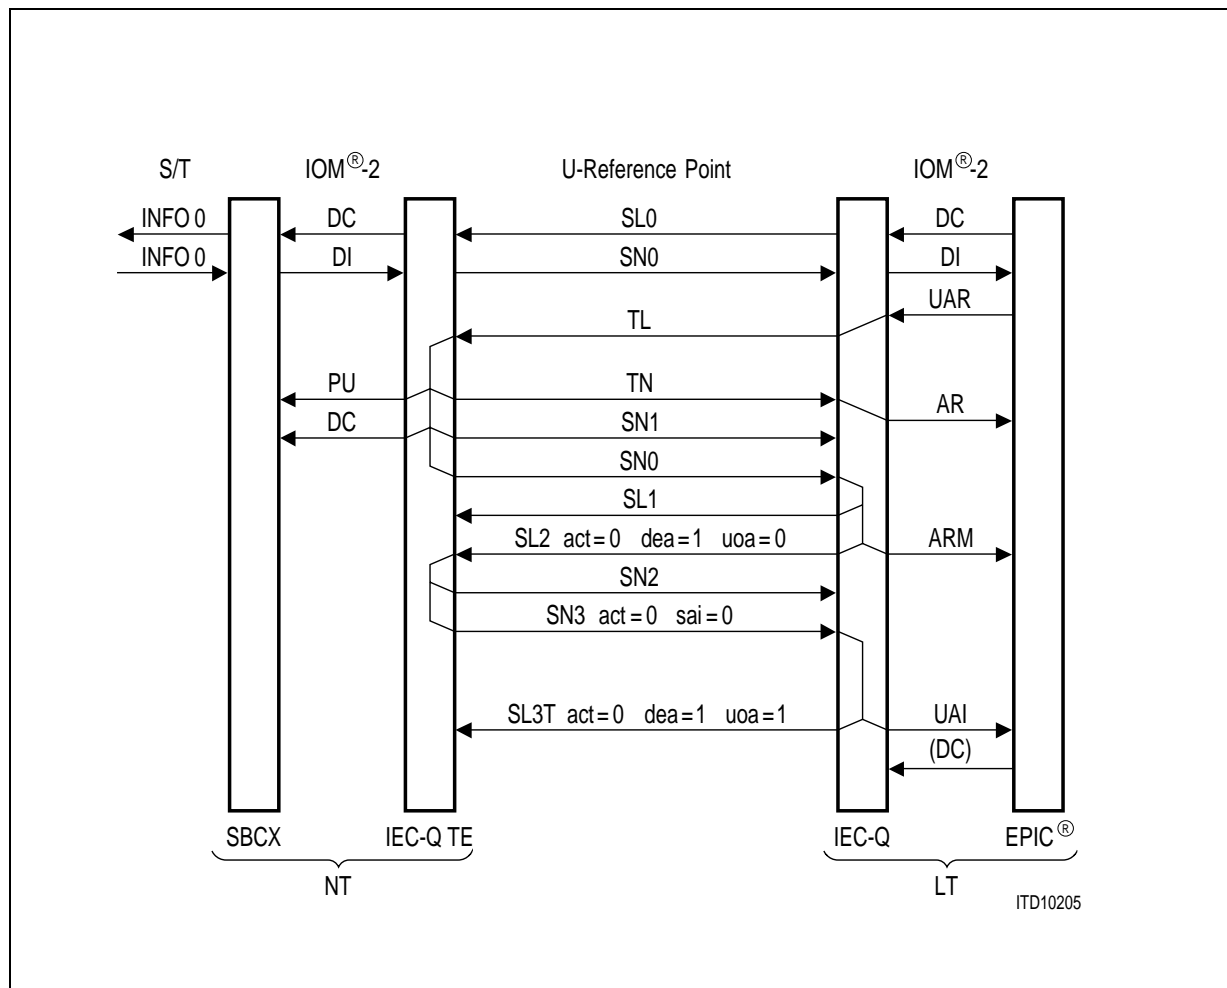 S/T IOM®-2 U-Reference Point IOM®-2
INFO 0 DC SL0 DC
INFO 0 DI SN0 DI
UAR
TL
PU TN AR
DC SN1
SN0
SL1
SL2 act = 0 dea = 1 uoa = 0 ARM
SN2
SN3 act = 0 sai = 0
SL3T act = 0 dea = 1 uoa = 1 UAI
(DC)
SBCX IEC-Q TE IEC-Q EPIC®
NT LT
ITD10205